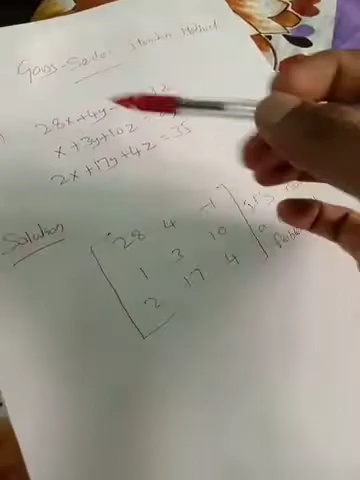 Gauss-Seidel Iteration Method
28x+4y-
x+3y+10z =
2x+17y+4z = 35
Solution
28 4 -1
1 3 10
2 17 4